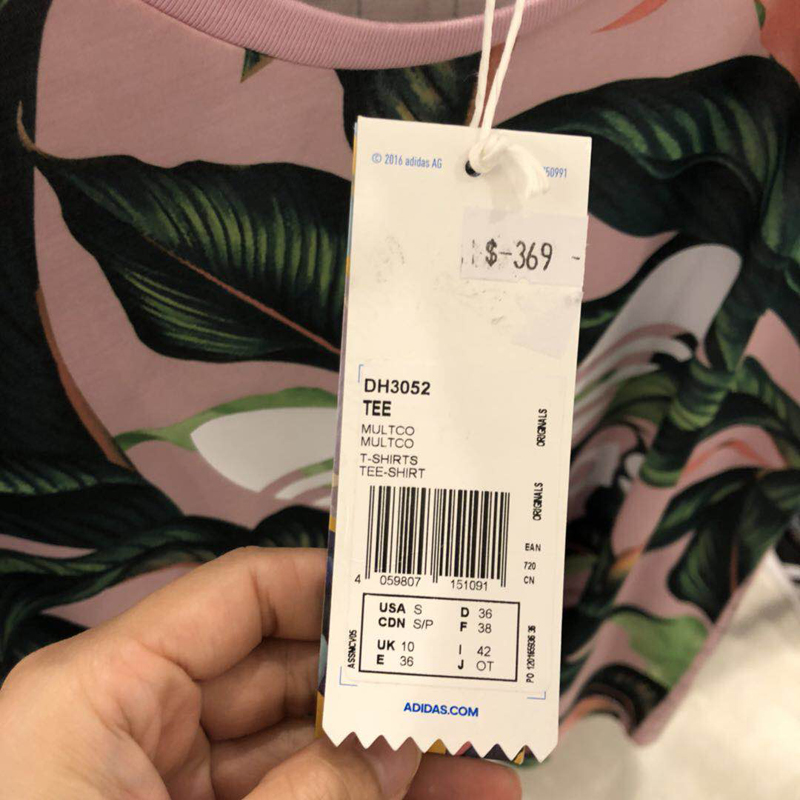 © 2016 adidas AG
50991
$-369 -
DH3052
TEE
MULTCO
MULTCO
T-SHIRTS
TEE-SHIRT
ORIGINALS
ORIGINALS
EAN
720
CN
4 059807 151091
USA S D 36
CDN S/P F 38
UK 10 I 42
E 36 J OT
ADIDAS.COM